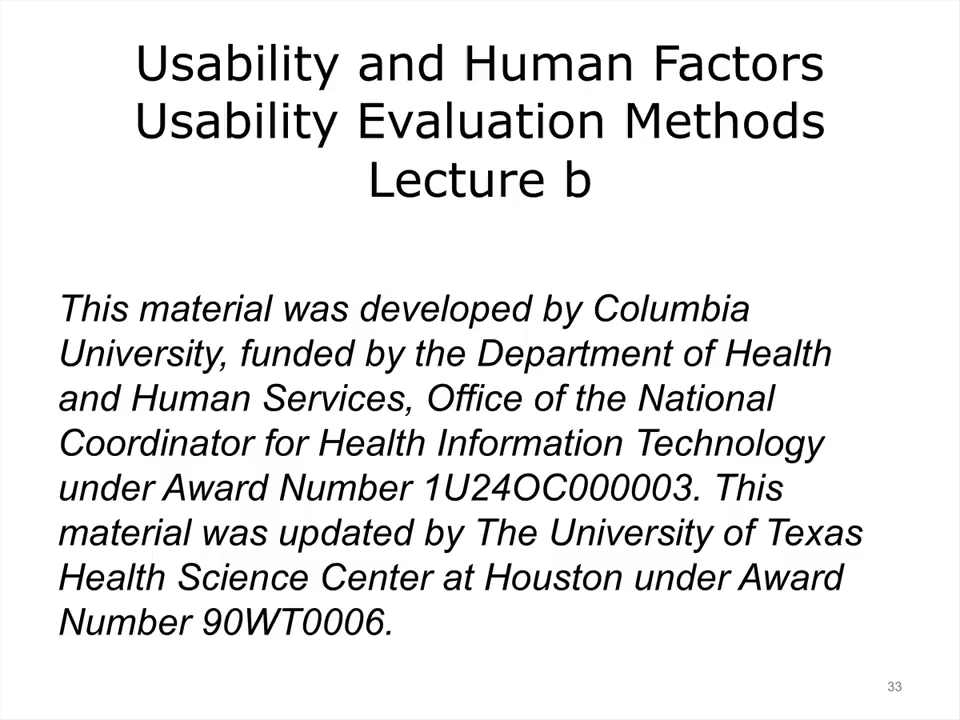 Usability and Human Factors
Usability Evaluation Methods
Lecture b
This material was developed by Columbia
University, funded by the Department of Health
and Human Services, Office of the National
Coordinator for Health Information Technology
under Award Number 1U24OC000003. This
material was updated by The University of Texas
Health Science Center at Houston under Award
Number 90WT0006.
33